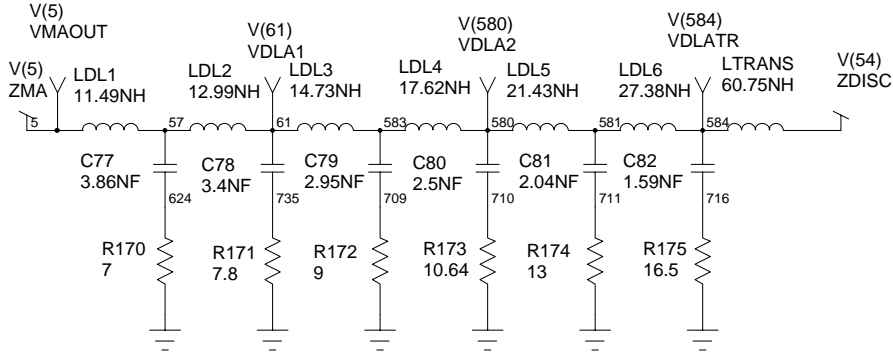 V(5)
VMAOUT
V(61)
VDLA1
V(580)
VDLA2
V(584)
VDLATR
V(5)
ZMA
LDL1
11.49NH
LDL2
12.99NH
LDL3
14.73NH
LDL4
17.62NH
LDL5
21.43NH
LDL6
27.38NH
LTRANS
60.75NH
V(54)
ZDISC
5
57
61
583
580
581
584
C77
3.86NF
C78
3.4NF
C79
2.95NF
C80
2.5NF
C81
2.04NF
C82
1.59NF
624
735
709
710
711
716
R170
7
R171
7.8
R172
9
R173
10.64
R174
13
R175
16.5